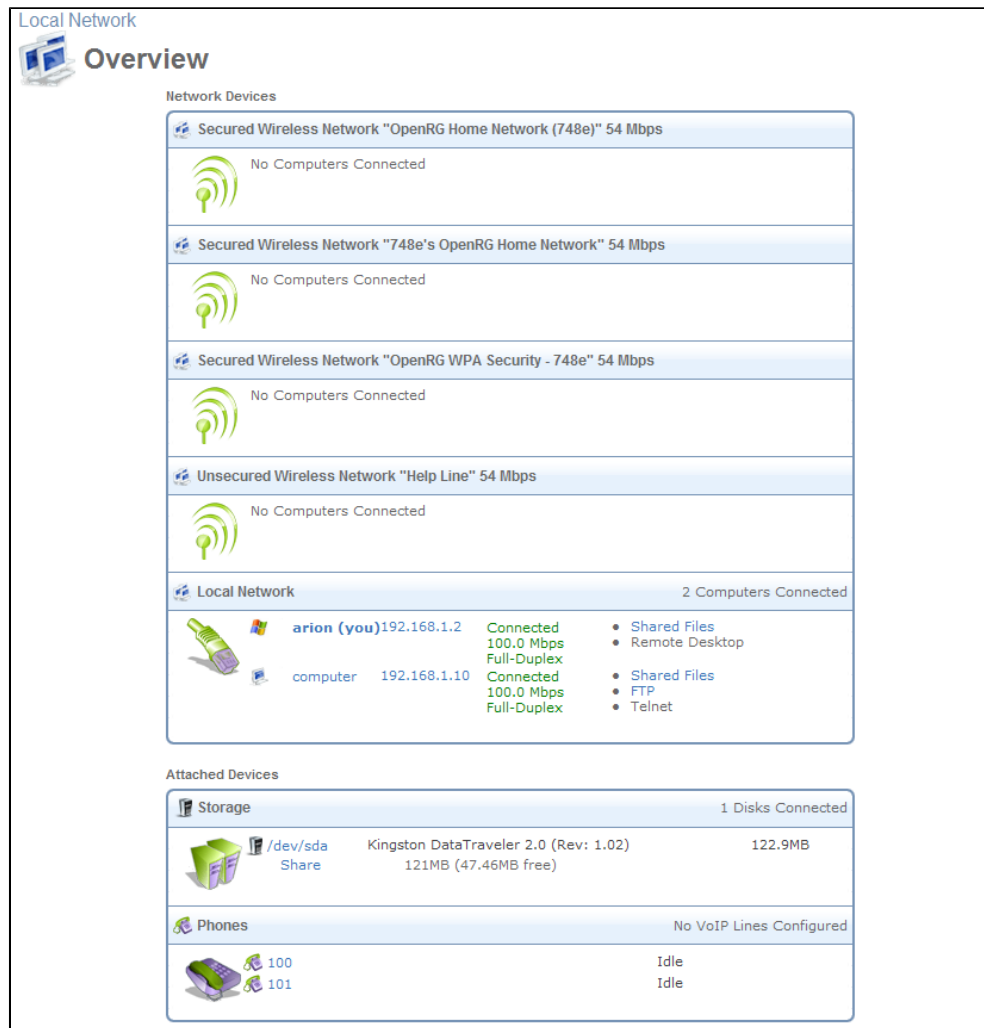 Local Network
Overview
Network Devices
Secured Wireless Network "OpenRG Home Network (748e)" 54 Mbps
No Computers Connected
Secured Wireless Network "748e's OpenRG Home Network" 54 Mbps
No Computers Connected
Secured Wireless Network "OpenRG WPA Security - 748e" 54 Mbps
No Computers Connected
Unsecured Wireless Network "Help Line" 54 Mbps
No Computers Connected
Local Network 2 Computers Connected
arion (you) 192.168.1.2 Connected • Shared Files
100.0 Mbps • Remote Desktop
Full-Duplex
computer 192.168.1.10 Connected • Shared Files
100.0 Mbps • FTP
Full-Duplex • Telnet
Attached Devices
Storage 1 Disks Connected
/dev/sda Kingston DataTraveler 2.0 (Rev: 1.02) 122.9MB
Share 121MB (47.46MB free)
Phones No VoIP Lines Configured
100 Idle
101 Idle